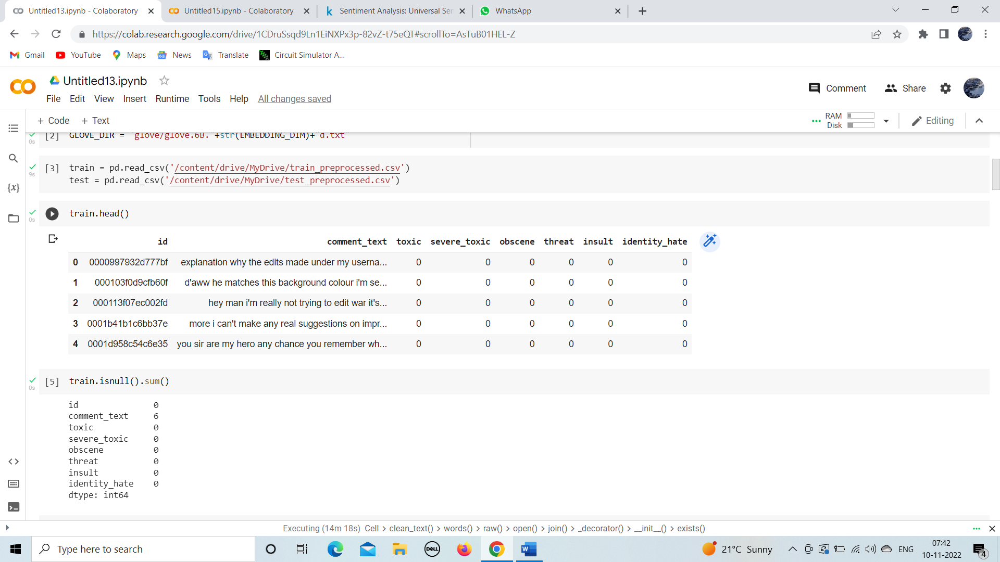 Untitled13.ipynb - Colaboratory
Untitled15.ipynb - Colaboratory
Sentiment Analysis: Universal Sen
WhatsApp
https://colab.research.google.com/drive/1CDruSsqd9Ln1EiNXPx3p-82vZ-t75eQT#scrollTo=AsTuB01HEL-Z
Gmail YouTube Maps News Translate Circuit Simulator A...
Untitled13.ipynb
Comment Share
File Edit View Insert Runtime Tools Help All changes saved
+ Code + Text
RAM
Disk
Editing
0s [2] GLOVE_DIR = "glove/glove.6B."+str(EMBEDDING_DIM)+"d.txt"
9s [3] train = pd.read_csv('/content/drive/MyDrive/train_preprocessed.csv')
test = pd.read_csv('/content/drive/MyDrive/test_preprocessed.csv')
0s train.head()
id comment_text toxic severe_toxic obscene threat insult identity_hate
0 0000997932d777bf explanation why the edits made under my userna... 0 0 0 0 0 0
1 000103f0d9cfb60f d'aww he matches this background colour i'm se... 0 0 0 0 0 0
2 000113f07ec002fd hey man i'm really not trying to edit war it's... 0 0 0 0 0 0
3 0001b41b1c6bb37e more i can't make any real suggestions on impr... 0 0 0 0 0 0
4 0001d958c54c6e35 you sir are my hero any chance you remember wh... 0 0 0 0 0 0
0s [5] train.isnull().sum()
id 0
comment_text 6
toxic 0
severe_toxic 0
obscene 0
threat 0
insult 0
identity_hate 0
dtype: int64
{x}
Executing (14m 18s) Cell > clean_text() > words() > raw() > open() > join() > _decorator() > __init__() > exists()
Type here to search
DELL
W
21°C Sunny
ENG
07:42
10-11-2022
4